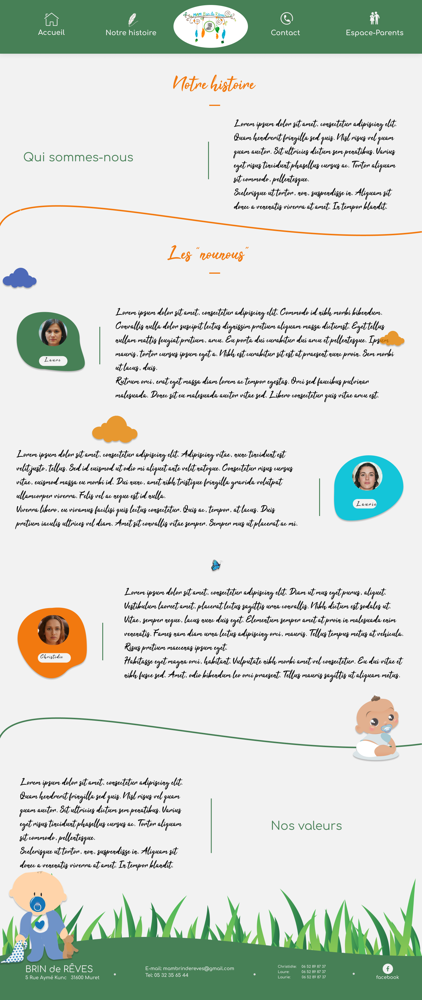 Accueil
Notre histoire
MAM Brin de Rêves
Contact
Espace-Parents
Notre histoire
Qui sommes-nous
Lorem ipsum dolor sit amet, consectetur adipiscing elit.
Quam hendrerit fringilla sed quis. Nisl risus vel quam
quam auctor. Sit ultricies dictum sem penatibus. Varius
eget risus tincidunt phasellus cursus ac. Tortor aliquam
sit commodo, pellentesque.
Scelerisque ut tortor, non, suspendisse in. Aliquam sit
donec a venenatis viverra at amet. In tempor blandit.
Les "nounous"
Laure
Lorem ipsum dolor sit amet, consectetur adipiscing elit. Commodo id nibh morbi bibendum.
Convallis nulla dolor suscipit lectus dignissim pretium aliquam massa dictumst. Eget tellus
nullam mattis feugiat pretium, arcu. Eu porta dui curabitur dui arcu et pellentesque. Ipsum
mauris, tortor cursus ipsum eget a. Nibh est curabitur sit est at praesent nunc proin. Sem morbi
ut lacus, duis.
Rutrum orci, erat eget massa diam lorem ac tempor egestas. Orci sed faucibus pulvinar
malesuada. Donec sit eu malesuada auctor vitae sed. Libero consectetur quis vitae arcu est.
Lorem ipsum dolor sit amet, consectetur adipiscing elit. Adipiscing vitae, nunc tincidunt est
velit justo, tellus. Sed id euismod ut odio mi aliquet ante velit natoque. Consectetur risus cursus
vitae, euismod massa eu morbi id. Dui nunc, amet nibh tristique fringilla gravida volutpat
ullamcorper viverra. Felis vel ac neque est id nulla.
Viverra libero, eu vivamus facilisi quis lectus consectetur. Quis ac, tempor, at lacus. Duis
pretium iaculis ultrices vel diam. Amet sit convallis vitae semper. Semper mus ut placerat ac mi.
Laurie
Christidie
Lorem ipsum dolor sit amet, consectetur adipiscing elit. Diam ut mus eget purus, aliquet.
Vestibulum laoreet amet, placerat lectus sagittis urna convallis. Nibh dictum est sodales ut.
Vitae, semper neque, lacus nunc duis eget. Elementum semper amet at proin in malesuada enim
venenatis. Fames nam diam urna lectus adipiscing orci, mauris. Tellus tempus metus at vehicula.
Risus pretium maecenas ipsum eget.
Habitasse eget magna orci, habitant. Vulputate nibh morbi amet vel consectetur. Eu dui vitae et
nibh fusce sed. Amet, odio bibendum leo orci praesent. Tellus mauris sagittis ut aliquam metus.
Lorem ipsum dolor sit amet, consectetur adipiscing elit.
Quam hendrerit fringilla sed quis. Nisl risus vel quam
quam auctor. Sit ultricies dictum sem penatibus. Varius
eget risus tincidunt phasellus cursus ac. Tortor aliquam
sit commodo, pellentesque.
Scelerisque ut tortor, non, suspendisse in. Aliquam sit
donec a venenatis viverra at amet. In tempor blandit.
Nos valeurs
BRIN de RÊVES
5 Rue Aymé Kunc 31600 Muret
E-mail: mambrindereves@gmail.com
Tel: 05 32 35 65 44
Christidie: 06 52 89 87 37
Laure: 06 52 89 87 37
Laurie: 06 52 89 87 37
facebook